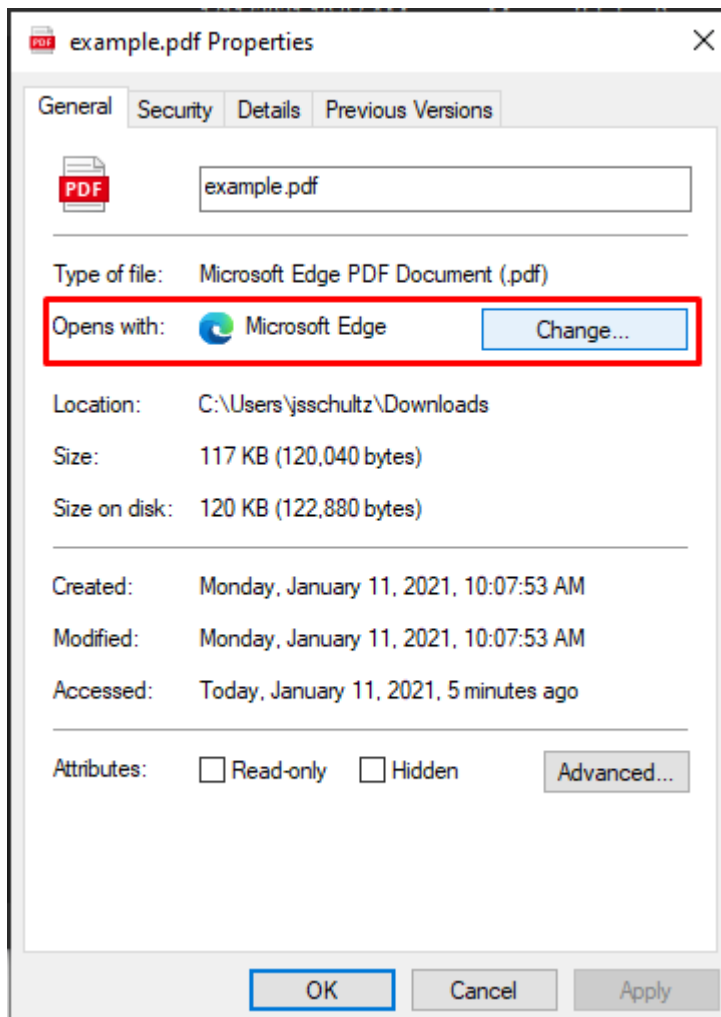 PDF example.pdf Properties
General Security Details Previous Versions
PDF example.pdf
Type of file: Microsoft Edge PDF Document (.pdf)
Opens with: Microsoft Edge Change...
Location: C:\Users\jsschultz\Downloads
Size: 117 KB (120,040 bytes)
Size on disk: 120 KB (122,880 bytes)
Created: Monday, January 11, 2021, 10:07:53 AM
Modified: Monday, January 11, 2021, 10:07:53 AM
Accessed: Today, January 11, 2021, 5 minutes ago
Attributes: Read-only Hidden Advanced...
OK Cancel Apply